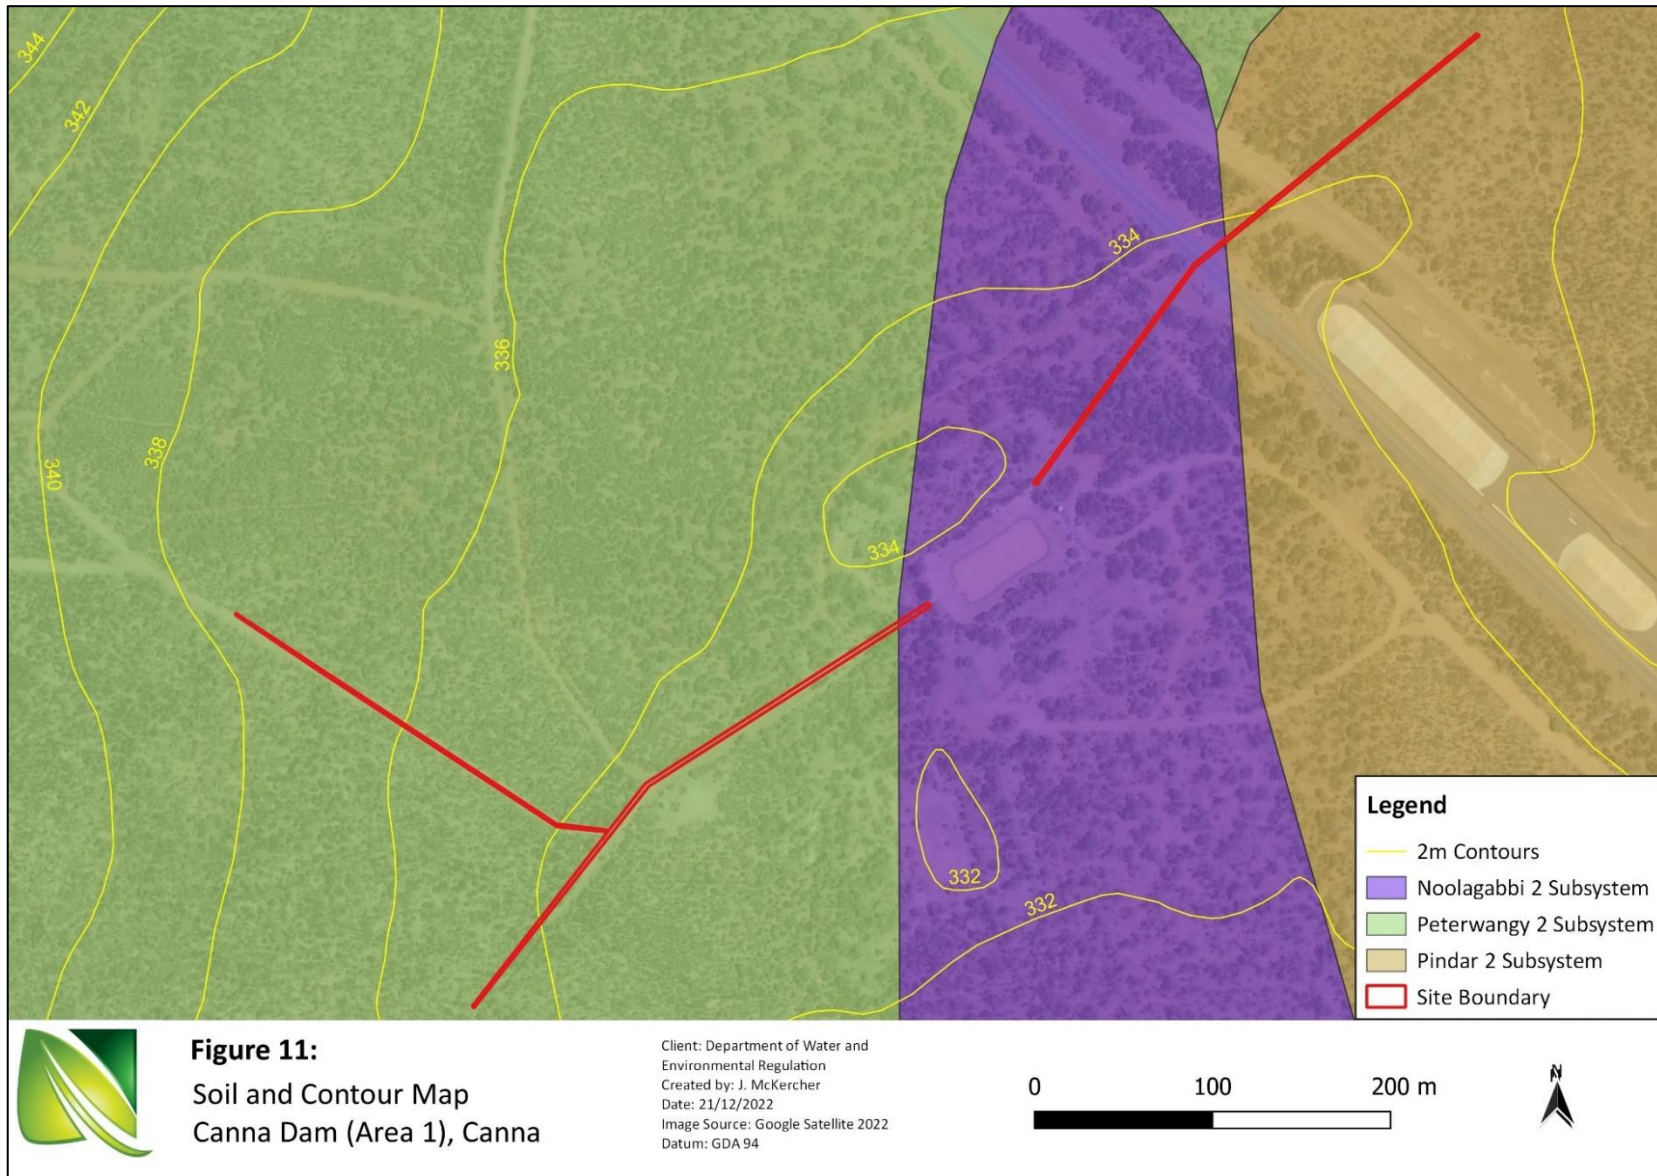 344
342
334
336
338
340
334
332
332
Legend
2m Contours
Noolagabbi 2 Subsystem
Peterwangy 2 Subsystem
Pindar 2 Subsystem
Site Boundary
Figure 11:
Soil and Contour Map
Canna Dam (Area 1), Canna
Client: Department of Water and
Environmental Regulation
Created by: J. McKercher
Date: 21/12/2022
Image Source: Google Satellite 2022
Datum: GDA 94
0 100 200 m
N